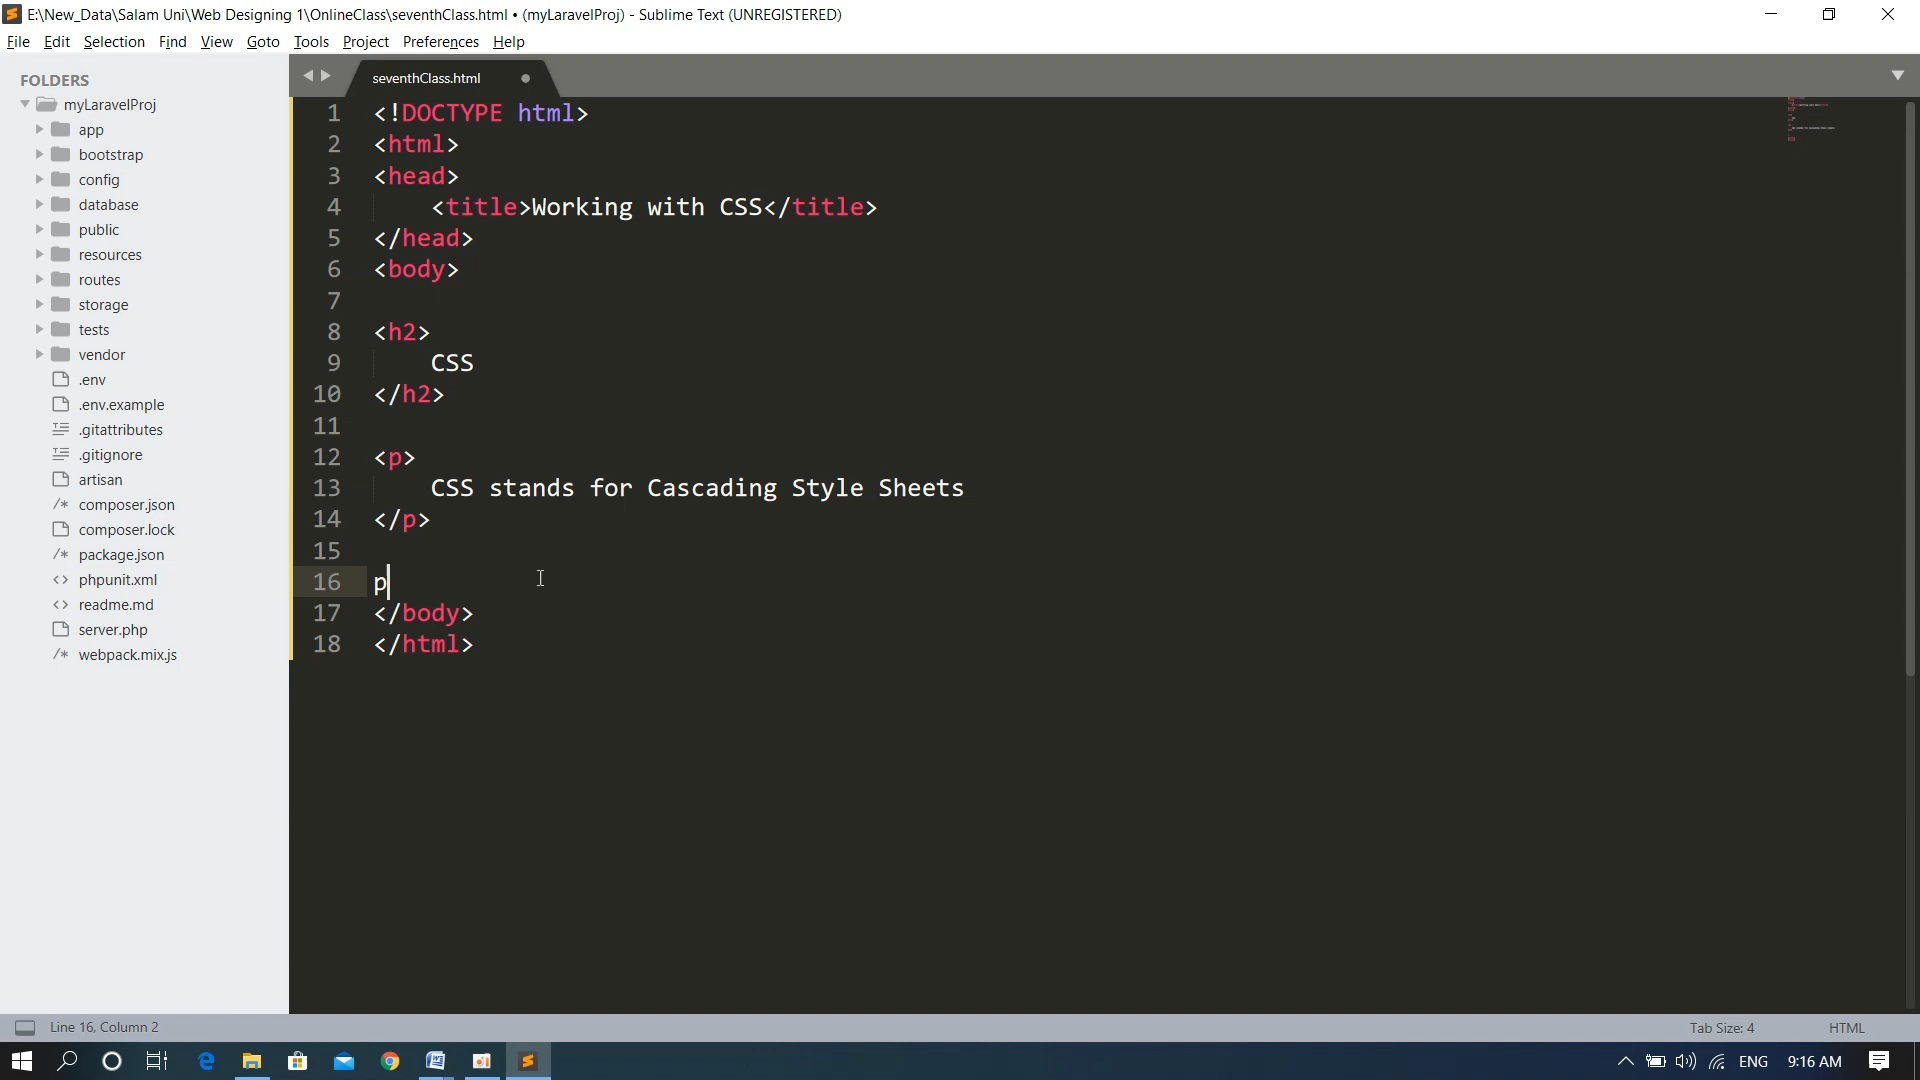 E:\New_Data\Salam Uni\Web Designing 1\OnlineClass\seventhClass.html • (myLaravelProj) - Sublime Text (UNREGISTERED)
File Edit Selection Find View Goto Tools Project Preferences Help
FOLDERS
myLaravelProj
app
bootstrap
config
database
public
resources
routes
storage
tests
vendor
.env
.env.example
.gitattributes
.gitignore
artisan
/* composer.json
composer.lock
/* package.json
<> phpunit.xml
<> readme.md
server.php
/* webpack.mix.js
seventhClass.html
1 <!DOCTYPE html>
2 <html>
3 <head>
4 <title>Working with CSS</title>
5 </head>
6 <body>
7
8 <h2>
9 CSS
10 </h2>
11
12 <p>
13 CSS stands for Cascading Style Sheets
14 </p>
15
16 p
17 </body>
18 </html>
Line 16, Column 2
Tab Size: 4 HTML
ENG 9:16 AM